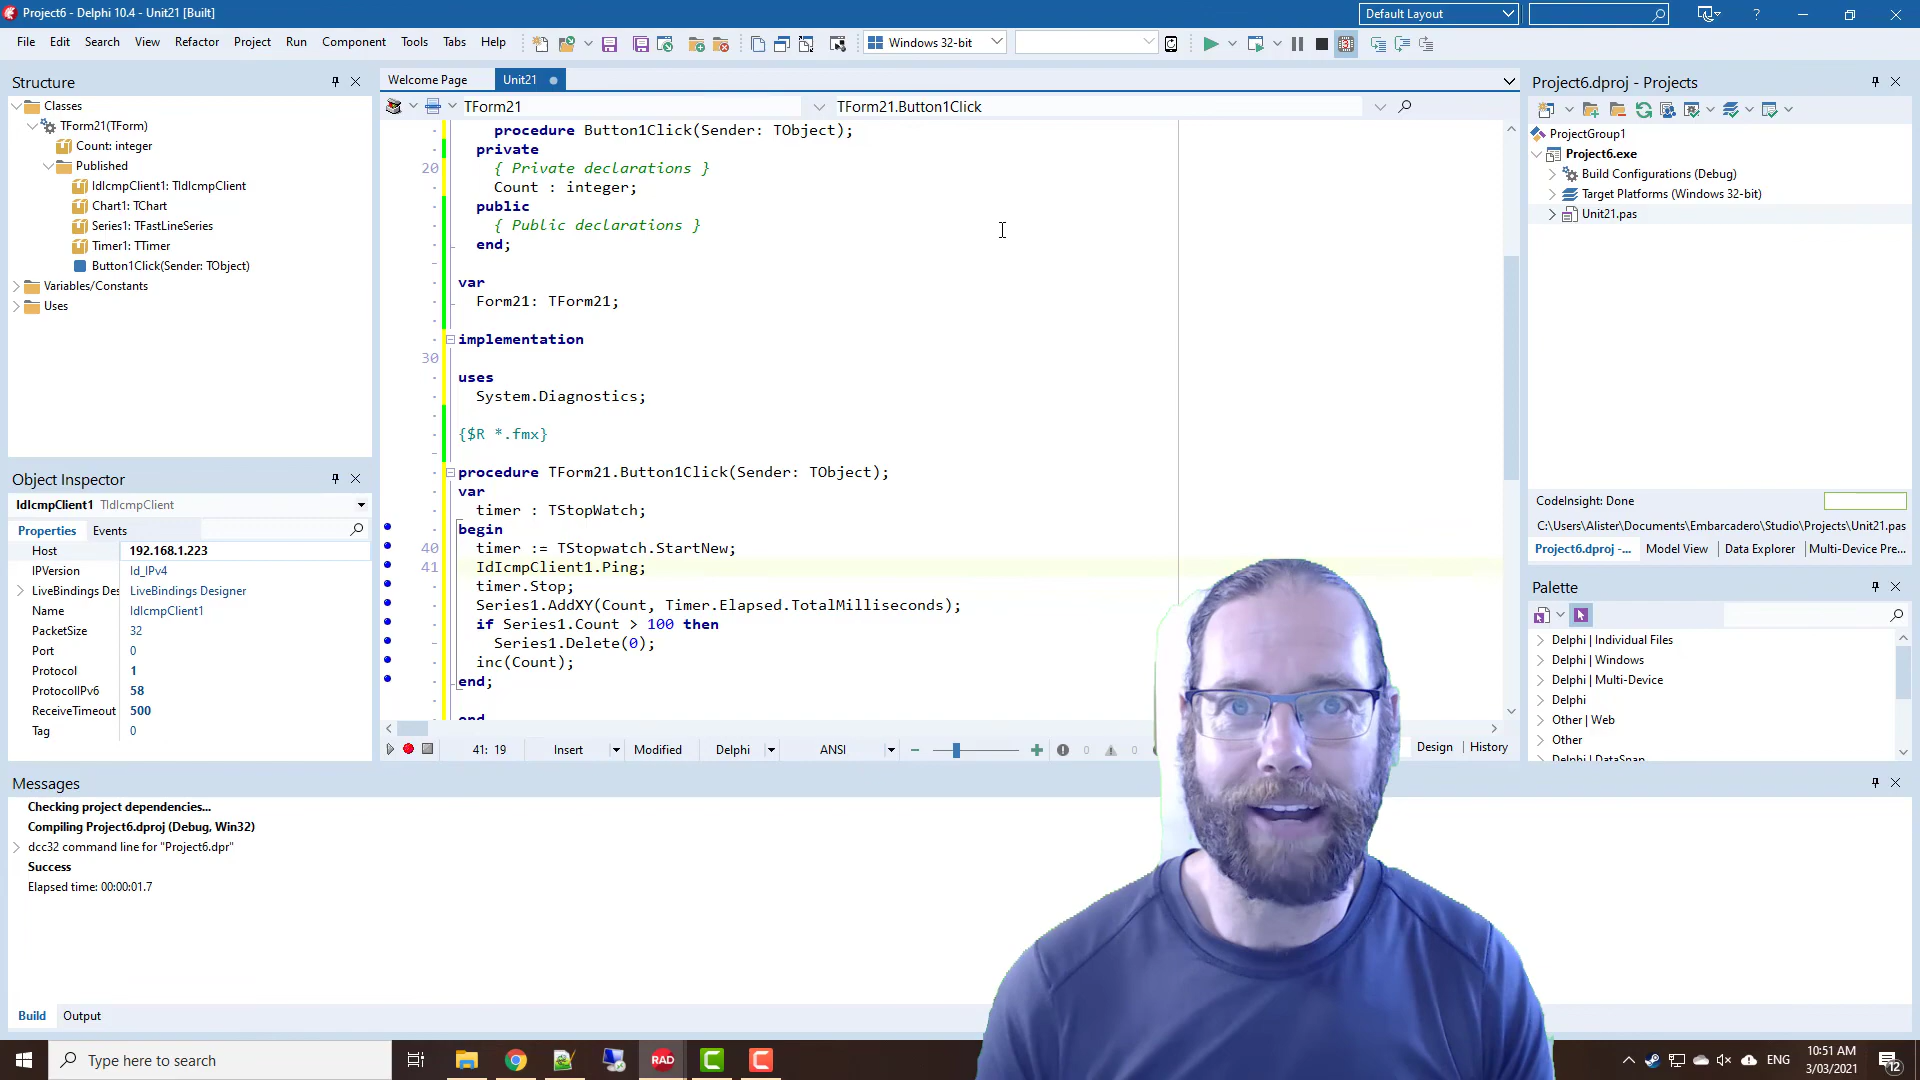 Project6 - Delphi 10.4 - Unit21 [Built]
Default Layout
File Edit Search View Refactor Project Run Component Tools Tabs Help
Windows 32-bit
Structure
Classes
TForm21(TForm)
Count: integer
Published
IdIcmpClient1: TIdIcmpClient
Chart1: TChart
Series1: TFastLineSeries
Timer1: TTimer
Button1Click(Sender: TObject)
Variables/Constants
Uses
Object Inspector
IdIcmpClient1 TIdIcmpClient
Properties Events
Host 192.168.1.223
IPVersion Id_IPv4
LiveBindings Des LiveBindings Designer
Name IdIcmpClient1
PacketSize 32
Port 0
Protocol 1
ProtocolIPv6 58
ReceiveTimeout 500
Tag 0
Welcome Page Unit21
TForm21 TForm21.Button1Click
procedure Button1Click(Sender: TObject);
private
20 { Private declarations }
Count : integer;
public
{ Public declarations }
end;
var
Form21: TForm21;
implementation
30
uses
System.Diagnostics;
{$R *.fmx}
procedure TForm21.Button1Click(Sender: TObject);
var
timer : TStopWatch;
begin
40 timer := TStopwatch.StartNew;
41 IdIcmpClient1.Ping;
timer.Stop;
Series1.AddXY(Count, Timer.Elapsed.TotalMilliseconds);
if Series1.Count > 100 then
Series1.Delete(0);
inc(Count);
end;
end
41: 19 Insert Modified Delphi ANSI 0 0 Design History
Project6.dproj - Projects
ProjectGroup1
Project6.exe
Build Configurations (Debug)
Target Platforms (Windows 32-bit)
Unit21.pas
CodeInsight: Done
C:\Users\Alister\Documents\Embarcadero\Studio\Projects\Unit21.pas
Project6.dproj -... Model View Data Explorer Multi-Device Pre...
Palette
Delphi | Individual Files
Delphi | Windows
Delphi | Multi-Device
Delphi
Other | Web
Other
Delphi | DataSnap
Messages
Checking project dependencies...
Compiling Project6.dproj (Debug, Win32)
dcc32 command line for "Project6.dpr"
Success
Elapsed time: 00:00:01.7
Build Output
Type here to search
RAD
ENG
10:51 AM
3/03/2021
12